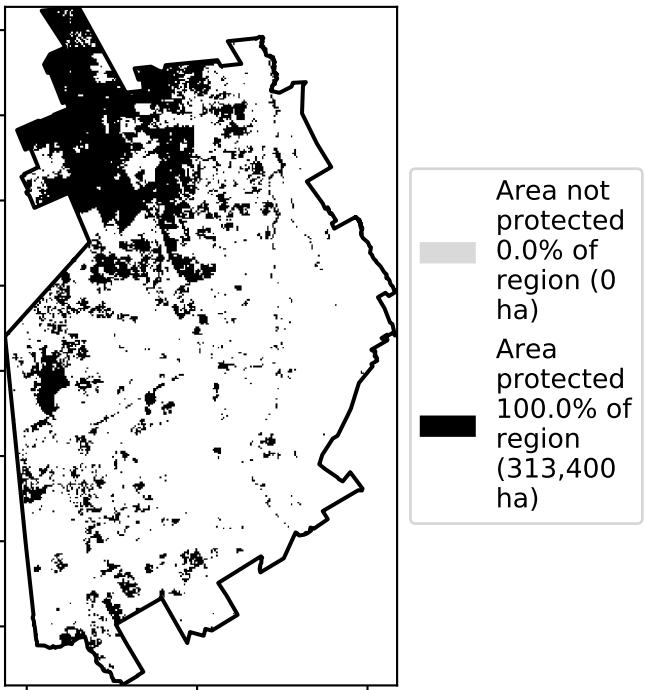 Area not
protected
0.0% of
region (0
ha)
Area
protected
100.0% of
region
(313,400
ha)